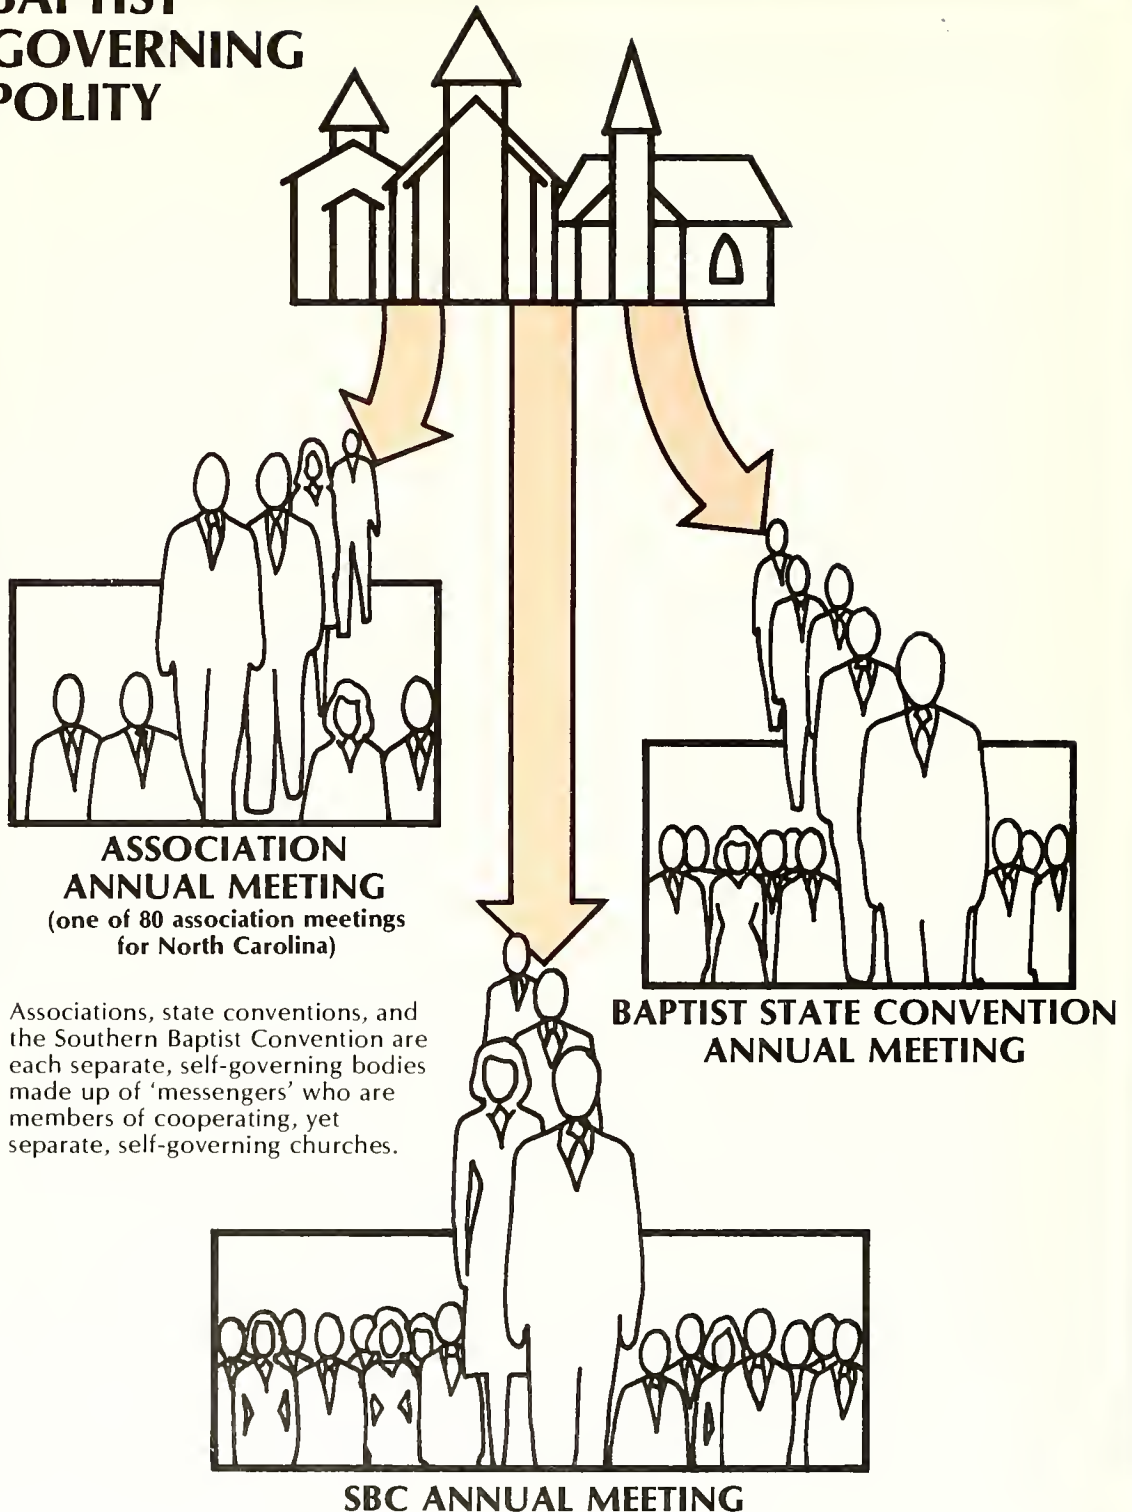 BAPTIST
GOVERNING
POLITY
ASSOCIATION
ANNUAL MEETING
(one of 80 association meetings
for North Carolina)
Associations, state conventions, and
the Southern Baptist Convention are
each separate, self-governing bodies
made up of 'messengers' who are
members of cooperating, yet
separate, self-governing churches.
BAPTIST STATE CONVENTION
ANNUAL MEETING
SBC ANNUAL MEETING